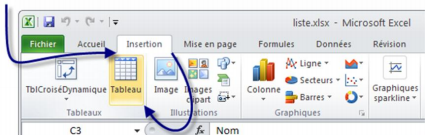 liste.xlsx - Microsoft Excel
Fichier Accueil Insertion Mise en page Formules Données Révision
TblCroiséDynamique Tableau Image Images clipart Colonne Ligne Secteurs Barres Graphiques sparkline
Tableaux Illustrations Graphiques
C3 fx Nom